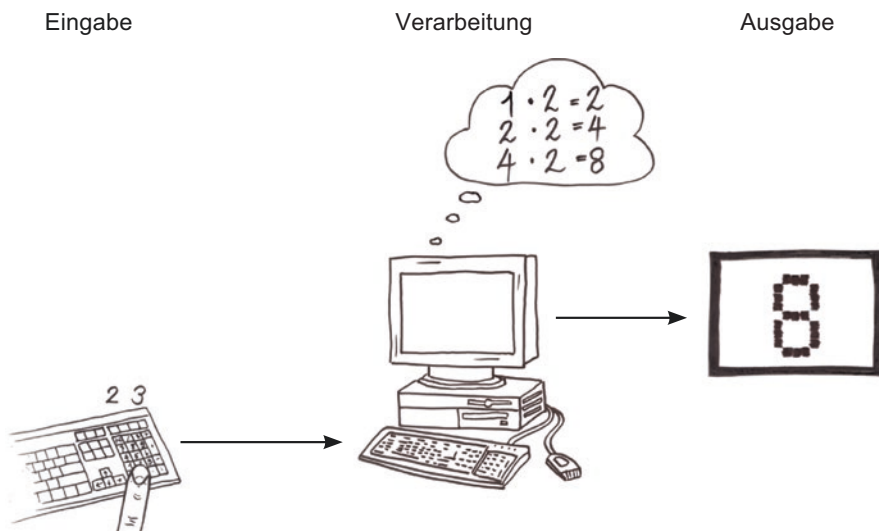 Eingabe
Verarbeitung
Ausgabe
1 · 2 = 2
2 · 2 = 4
4 · 2 = 8
8
2 3